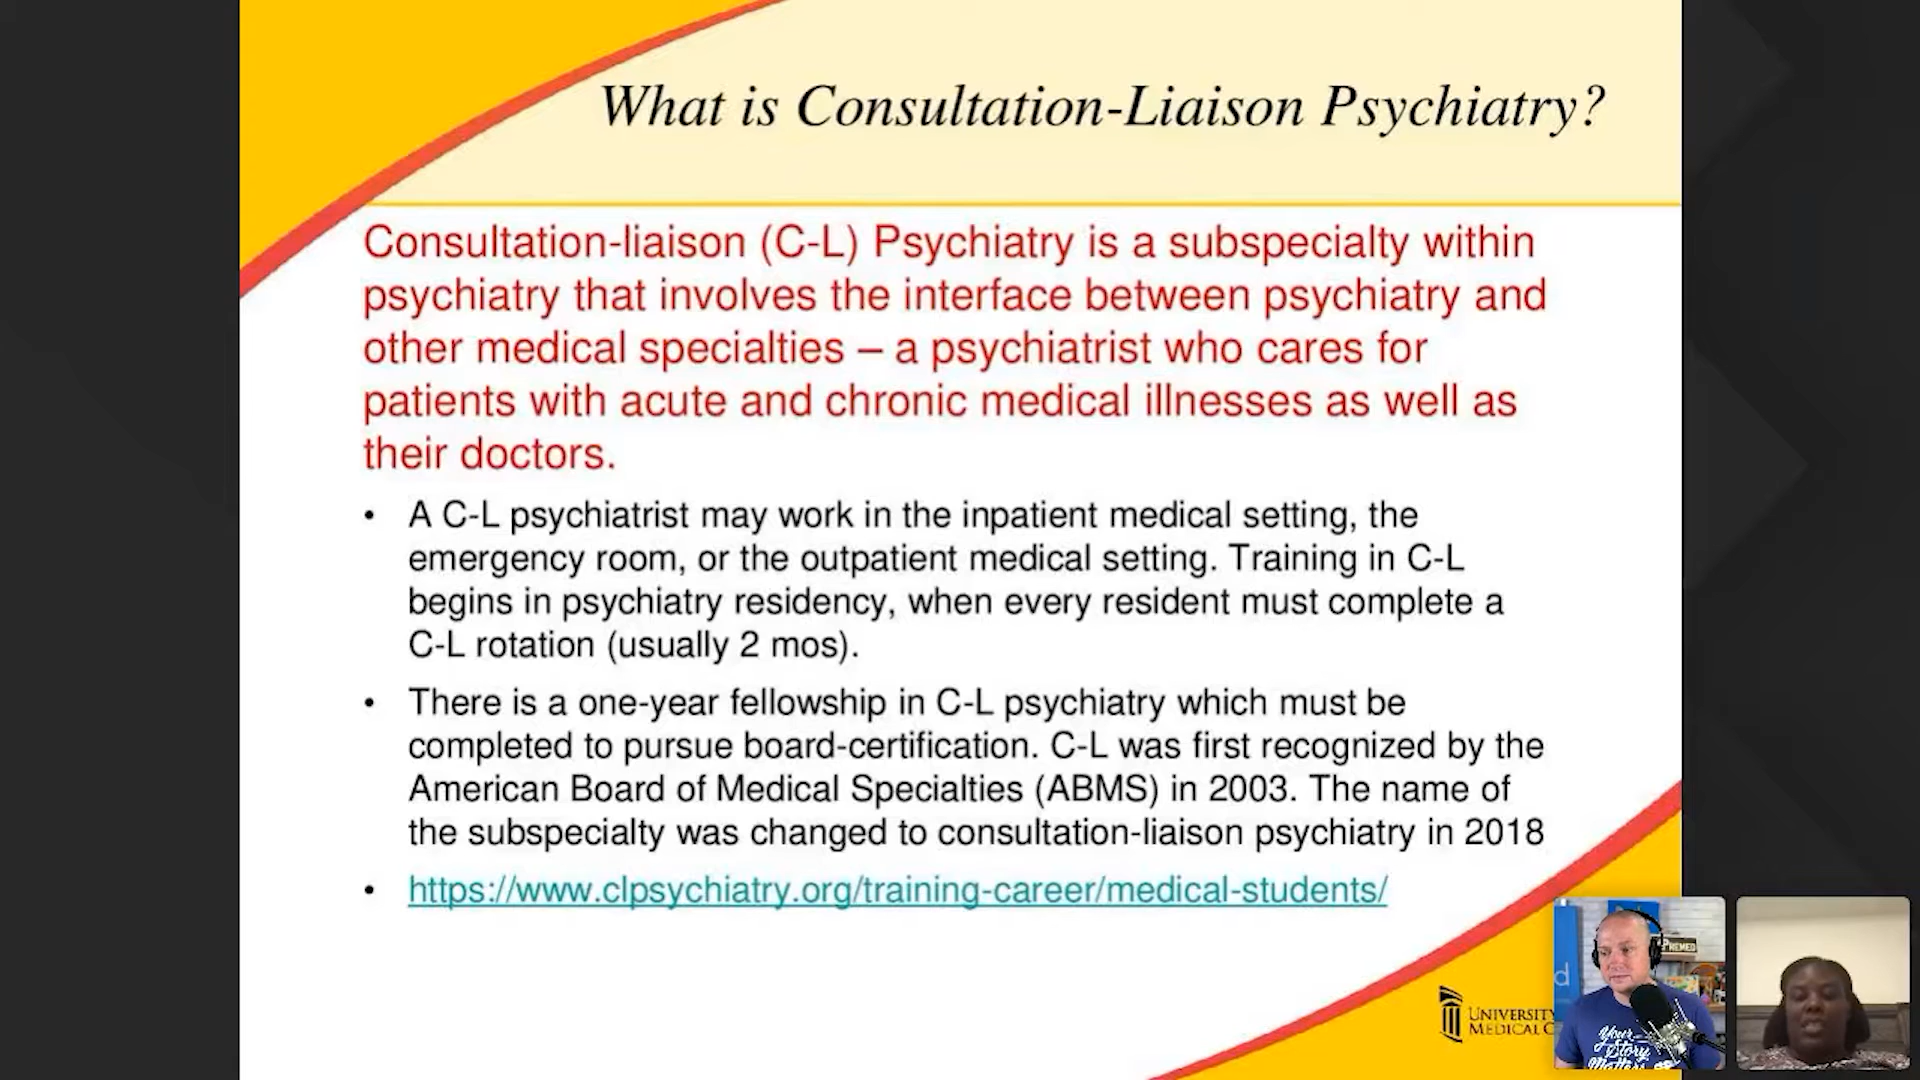 What is Consultation-Liaison Psychiatry?
Consultation-liaison (C-L) Psychiatry is a subspecialty within
psychiatry that involves the interface between psychiatry and
other medical specialties – a psychiatrist who cares for
patients with acute and chronic medical illnesses as well as
their doctors.
• A C-L psychiatrist may work in the inpatient medical setting, the
emergency room, or the outpatient medical setting. Training in C-L
begins in psychiatry residency, when every resident must complete a
C-L rotation (usually 2 mos).
• There is a one-year fellowship in C-L psychiatry which must be
completed to pursue board-certification. C-L was first recognized by the
American Board of Medical Specialties (ABMS) in 2003. The name of
the subspecialty was changed to consultation-liaison psychiatry in 2018
• https://www.clpsychiatry.org/training-career/medical-students/
UNIVERSITY
MEDICAL C
d
PREMED
Your
Story
Matters